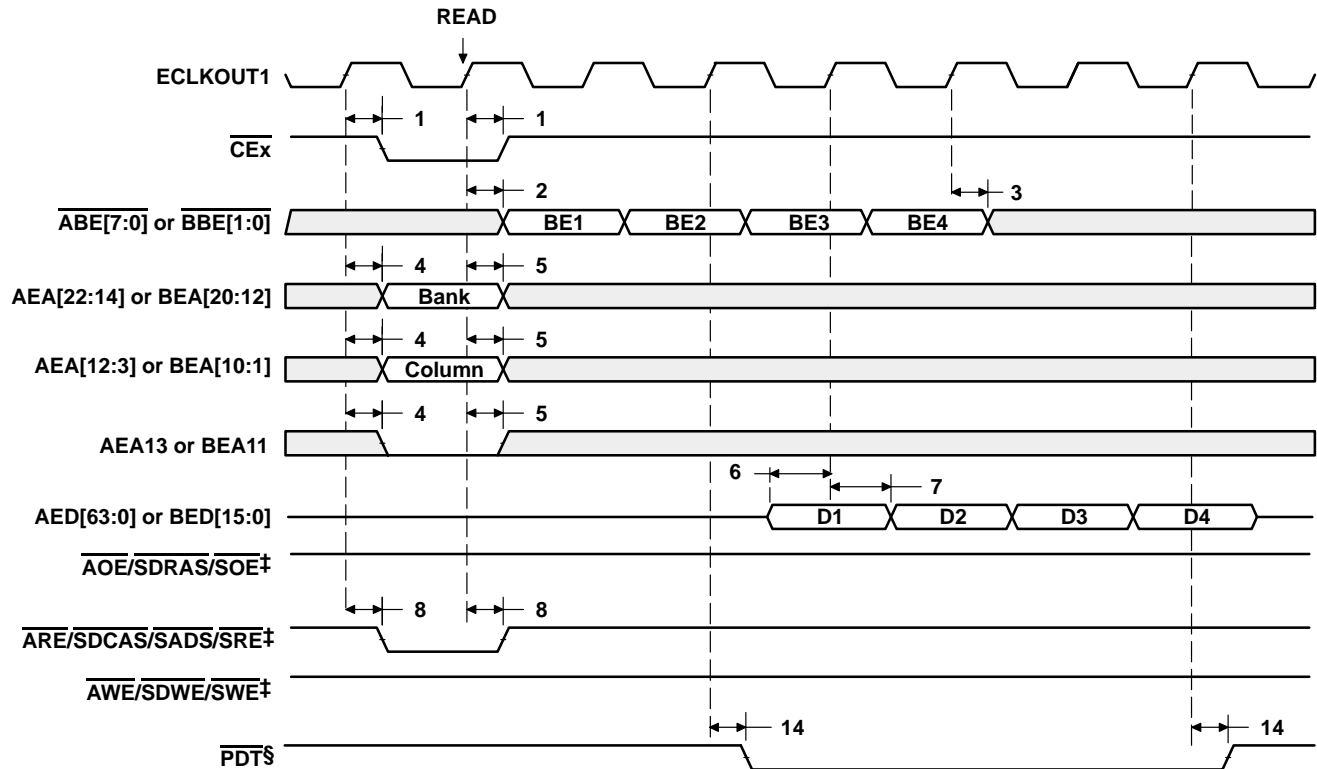 READ
ECLKOUT1
1 1
CEx
2 3
ABE[7:0] or BBE[1:0] BE1 BE2 BE3 BE4
4 5
AEA[22:14] or BEA[20:12] Bank
4 5
AEA[12:3] or BEA[10:1] Column
4 5
AEA13 or BEA11
6 7
AED[63:0] or BED[15:0] D1 D2 D3 D4
AOE/SDRAS/SOE‡
8 8
ARE/SDCAS/SADS/SRE‡
AWE/SDWE/SWE‡
14 14
PDT§